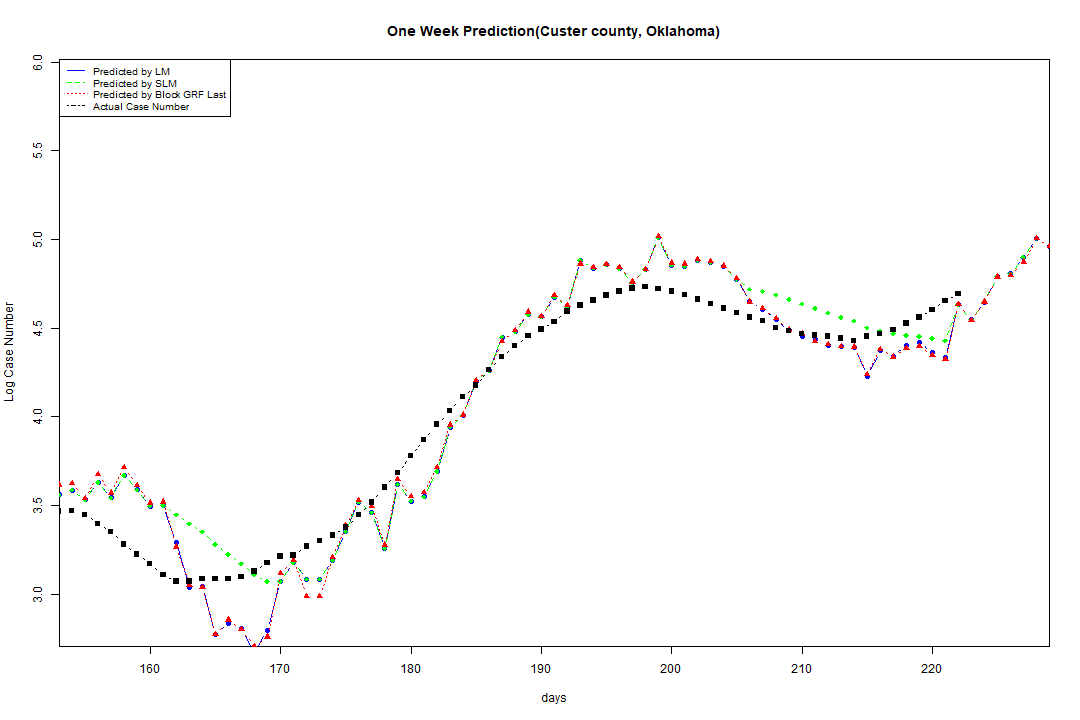 One Week Prediction(Custer county, Oklahoma)
Predicted by LM
Predicted by SLM
Predicted by Block GRF Last
Actual Case Number
Log Case Number
6.0
5.5
5.0
4.5
4.0
3.5
3.0
160 170 180 190 200 210 220
days